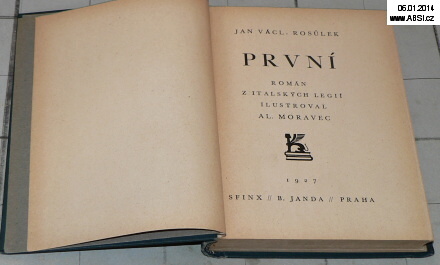 06.01.2014
www.ABSI.cz
JAN VÁCL. ROSŮLEK
PRVNÍ
ROMÁN
Z ITALSKÝCH LEGIÍ
ILUSTROVAL
AL. MORAVEC
1927
SFINX // B. JANDA // PRAHA